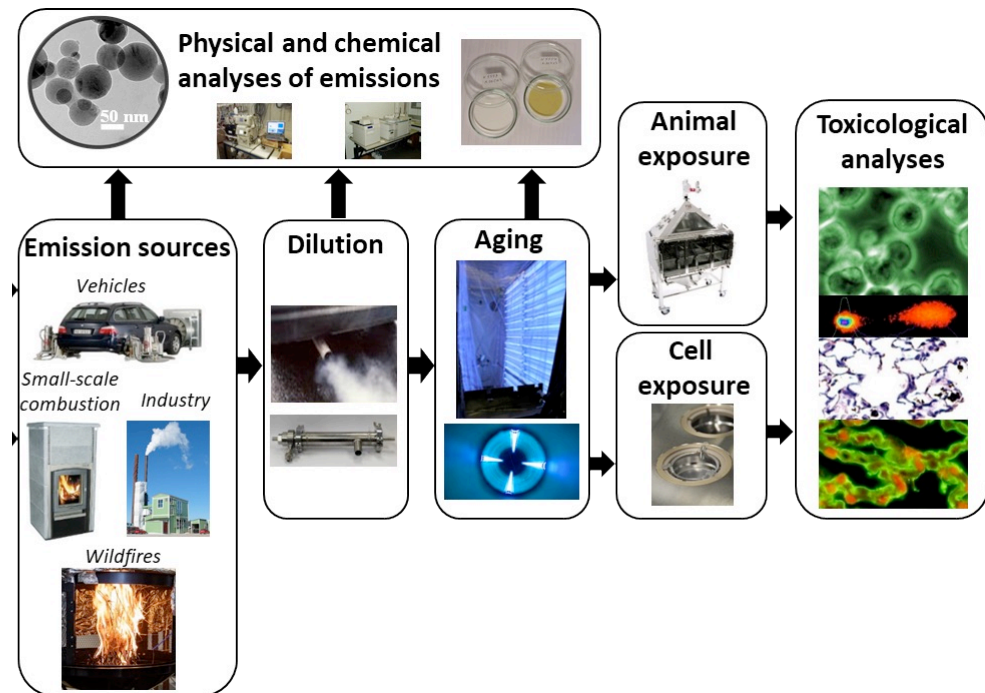 Physical and chemical
analyses of emissions
50 nm
Emission sources
Vehicles
Small-scale
combustion
Industry
Wildfires
Dilution
Aging
Animal
exposure
Cell
exposure
Toxicological
analyses